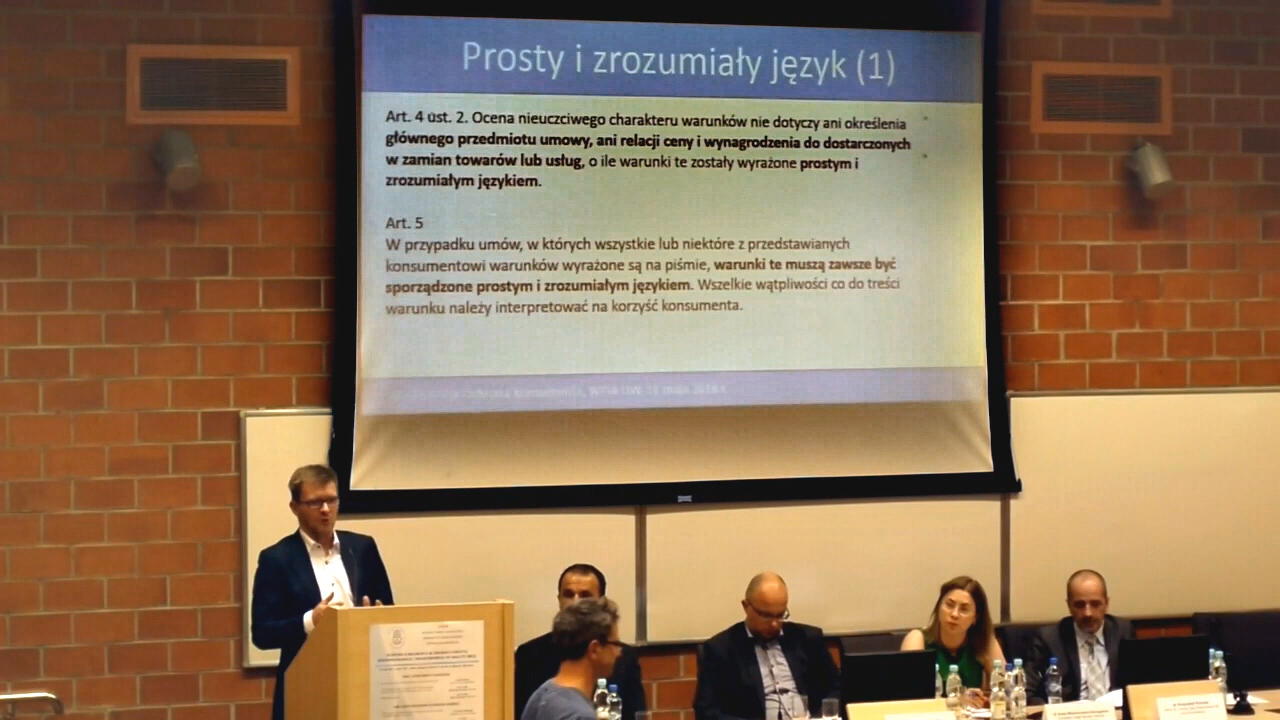 Prosty i zrozumiały język (1)
Art. 4 ust. 2. Ocena nieuczciwego charakteru warunków nie dotyczy ani określenia
głównego przedmiotu umowy, ani relacji ceny i wynagrodzenia do dostarczonych
w zamian towarów lub usług, o ile warunki te zostały wyrażone prostym i
zrozumiałym językiem.
Art. 5
W przypadku umów, w których wszystkie lub niektóre z przedstawianych
konsumentowi warunków wyrażone są na piśmie, warunki te muszą zawsze być
sporządzone prostym i zrozumiałym językiem. Wszelkie wątpliwości co do treści
warunku należy interpretować na korzyść konsumenta.